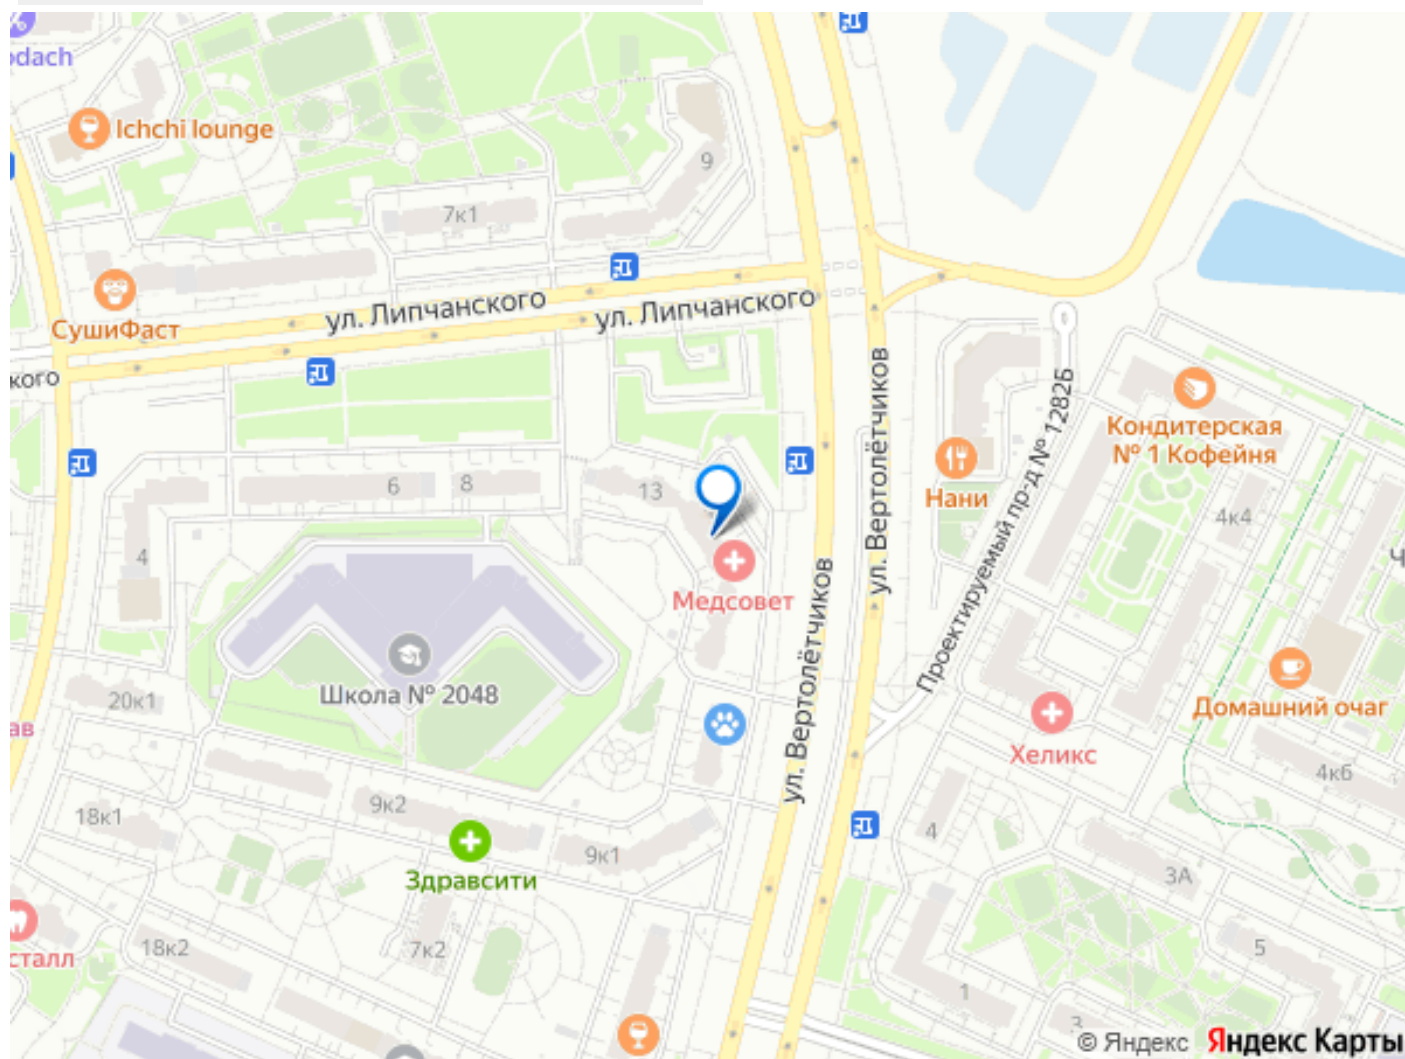 odach
Ichchi lounge
9
7к1
СушиФаст
ул. Липчанского
ул. Липчанского
кого
ул. Вертолётчиков
Проектируемый пр-д № 1282Б
Кондитерская
№ 1 Кофейня
Нани
4к4
6
8
13
4
Ч
Медсовет
ул. Вертолётчиков
Школа № 2048
20к1
ав
Домашний очаг
Хеликс
4к6
9к2
18к1
9к1
4
3А
Здравсити
18к2
7к2
сталл
5
1
3
© Яндекс Яндекс Карты